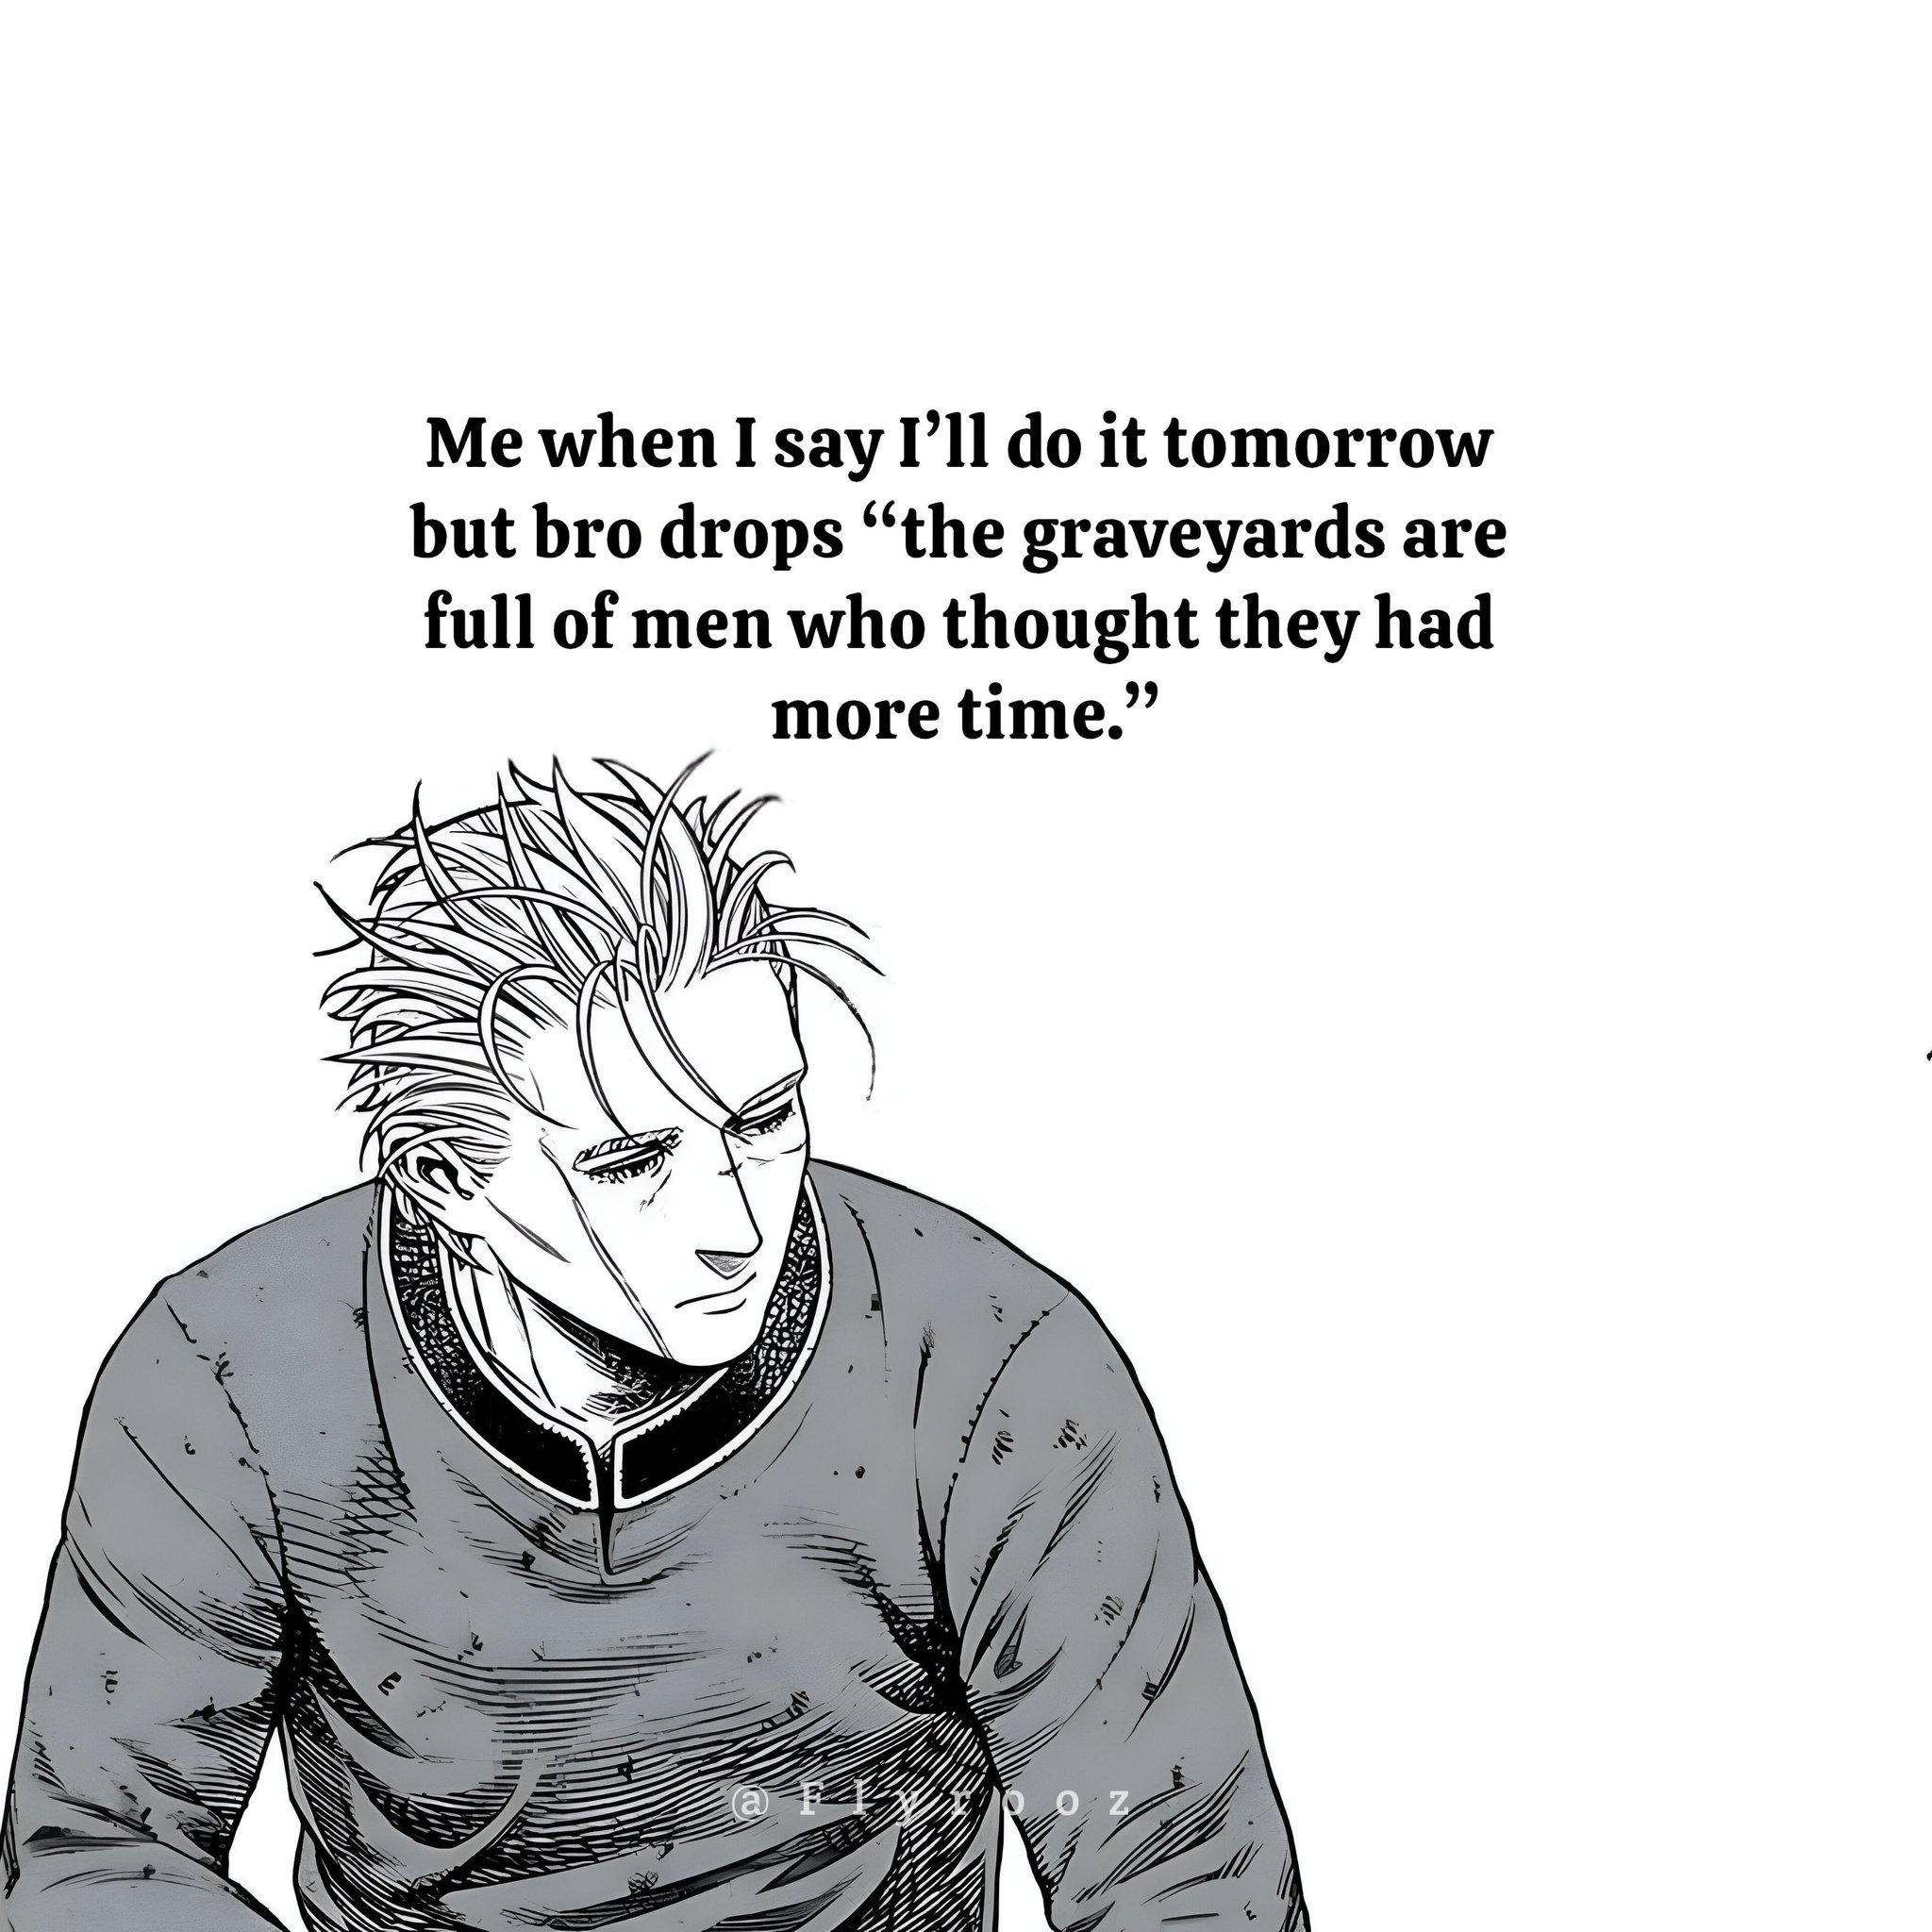 Me when I say I’ll do it tomorrow
but bro drops “the graveyards are
full of men who thought they had
more time.”
@Flyrooz